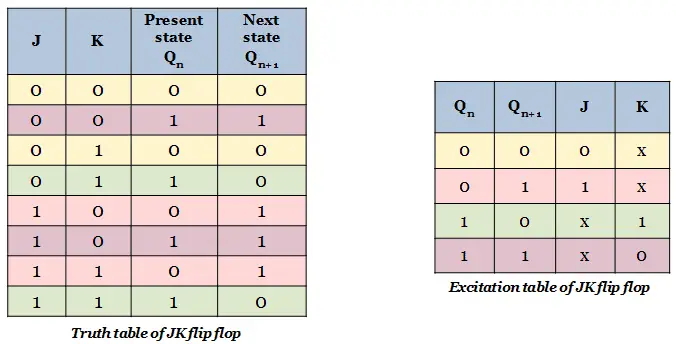 J K Present state Qn Next state Qn+1
0 0 0 0
0 0 1 1
0 1 0 0
0 1 1 0
1 0 0 1
1 0 1 1
1 1 0 1
1 1 1 0
Truth table of JK flip flop
Qn Qn+1 J K
0 0 0 x
0 1 1 x
1 0 x 1
1 1 x 0
Excitation table of JK flip flop